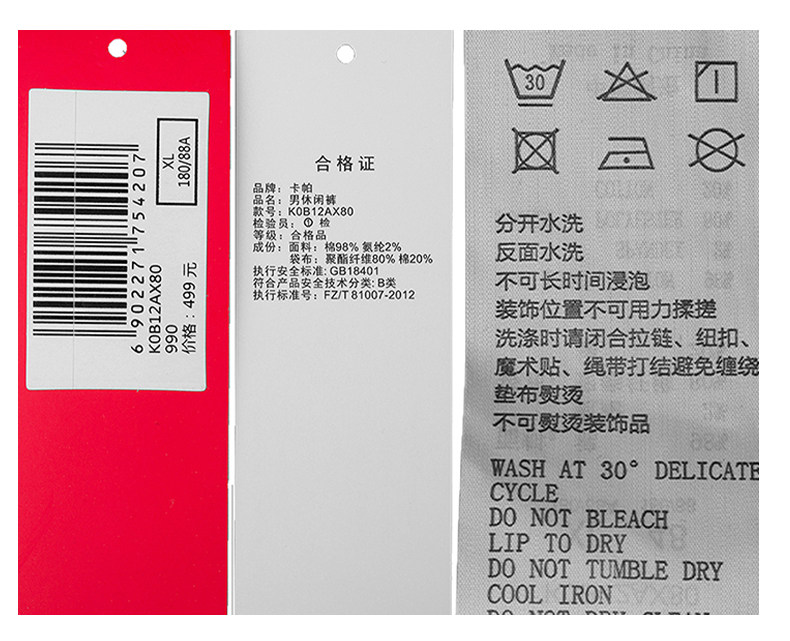 XL
180/88A
6 902271 754207
K0B12AX80
990
价格:499 元
合格证
品牌:卡帕
品名:男休闲裤
款号:K0B12AX80
检验员:① 检
等级:合格品
成份:面料:棉98% 氨纶2%
袋布:聚酯纤维80% 棉20%
执行安全标准:GB18401
符合产品安全技术分类:B类
执行标准号:FZ/T 81007-2012
30
分开水洗
反面水洗
不可长时间浸泡
装饰位置不可用力揉搓
洗涤时请闭合拉链、纽扣、
魔术贴、绳带打结避免缠绕
垫布熨烫
不可熨烫装饰品
WASH AT 30° DELICATE
CYCLE
DO NOT BLEACH
LIP TO DRY
DO NOT TUMBLE DRY
COOL IRON
DO NOT DRY CLEAN